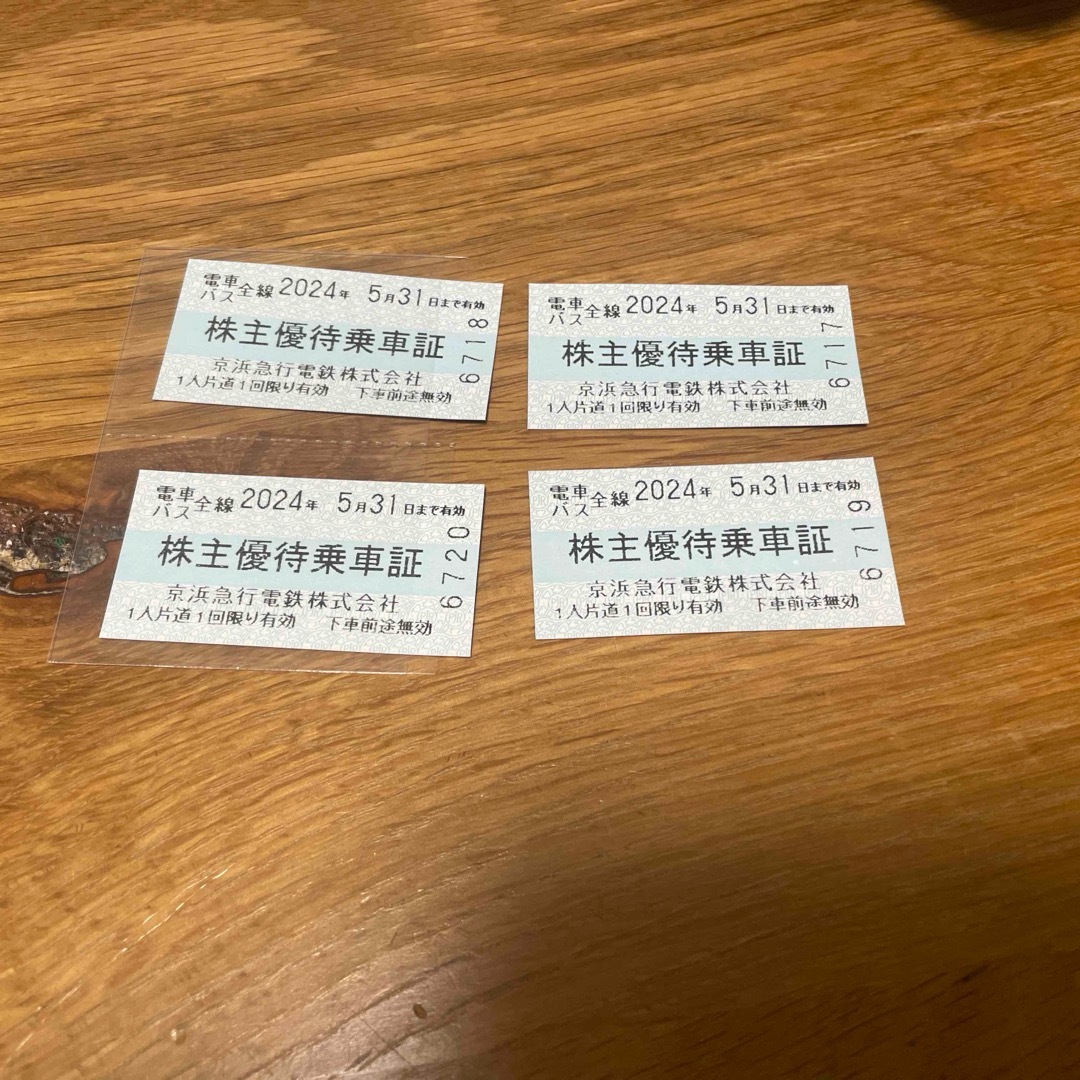 電車バス全線 2024年 5月31日まで有効
株主優待乗車証
京浜急行電鉄株式会社
1人片道1回限り有効 下車前途無効
6718
電車バス全線 2024年 5月31日まで有効
株主優待乗車証
京浜急行電鉄株式会社
1人片道1回限り有効 下車前途無効
6717
電車バス全線 2024年 5月31日まで有効
株主優待乗車証
京浜急行電鉄株式会社
1人片道1回限り有効 下車前途無効
6720
電車バス全線 2024年 5月31日まで有効
株主優待乗車証
京浜急行電鉄株式会社
1人片道1回限り有効 下車前途無効
6719